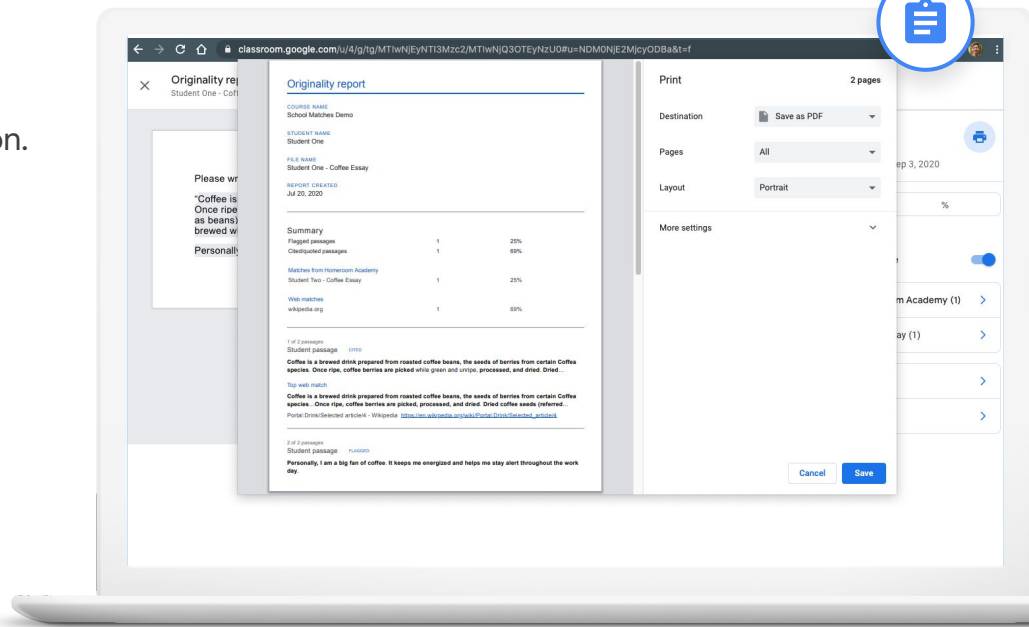 on.
classroom.google.com/u/4/g/tg/MTIwNjEyNTI3Mzc2/MTIwNjQ3OTEyNzU0#u=NDM0NjE2MjcyODBa&t=f
Originality rep
Student One - Coff
ep 3, 2020
%
Please wr
"Coffee is
Once ripe
as beans)
brewed w
Personally
m Academy (1)
ay (1)
Originality report
COURSE NAME
School Matches Demo
STUDENT NAME
Student One
FILE NAME
Student One - Coffee Essay
REPORT CREATED
Jul 20, 2020
Summary
Flagged passages 1 25%
Cited/quoted passages 1 69%
Matches from Homeroom Academy
Student Two - Coffee Essay 1 25%
Web matches
wikipedia.org 1 69%
1 of 2 passages
Student passage CITED
Coffee is a brewed drink prepared from roasted coffee beans, the seeds of berries from certain Coffea
species. Once ripe, coffee berries are picked while green and unripe, processed, and dried. Dried…
Top web match
Coffee is a brewed drink prepared from roasted coffee beans, the seeds of berries from certain Coffea
species…Once ripe, coffee berries are picked, processed, and dried. Dried coffee seeds (referred…
Portal:Drink/Selected article/4 - Wikipedia https://en.wikipedia.org/wiki/Portal:Drink/Selected_article/4
2 of 2 passages
Student passage FLAGGED
Personally, I am a big fan of coffee. It keeps me energized and helps me stay alert throughout the work
day.
Print 2 pages
Destination Save as PDF
Pages All
Layout Portrait
More settings
Cancel Save